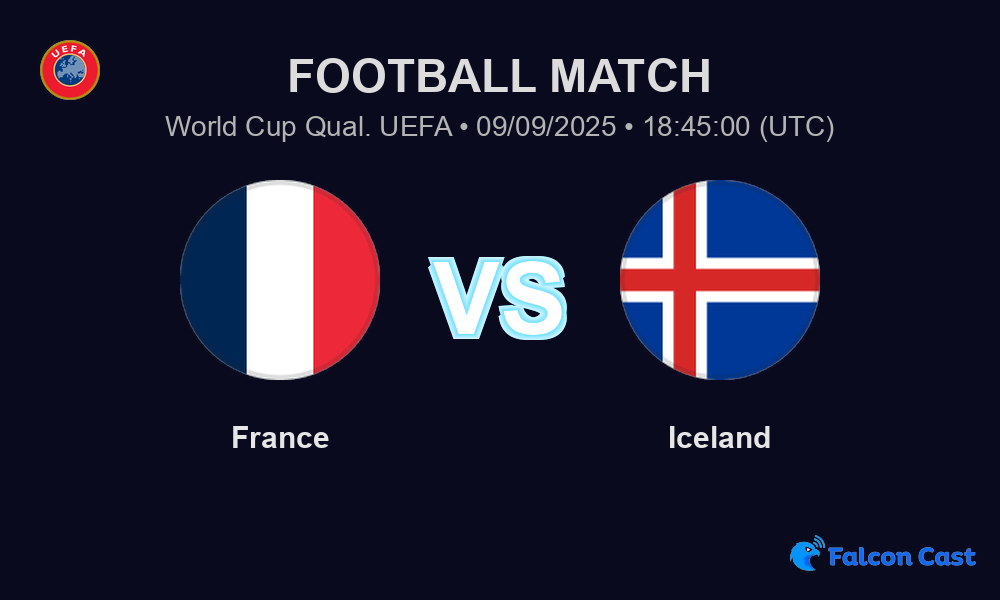 UEFA
FOOTBALL MATCH
World Cup Qual. UEFA • 09/09/2025 • 18:45:00 (UTC)
VS
France
Iceland
Falcon Cast